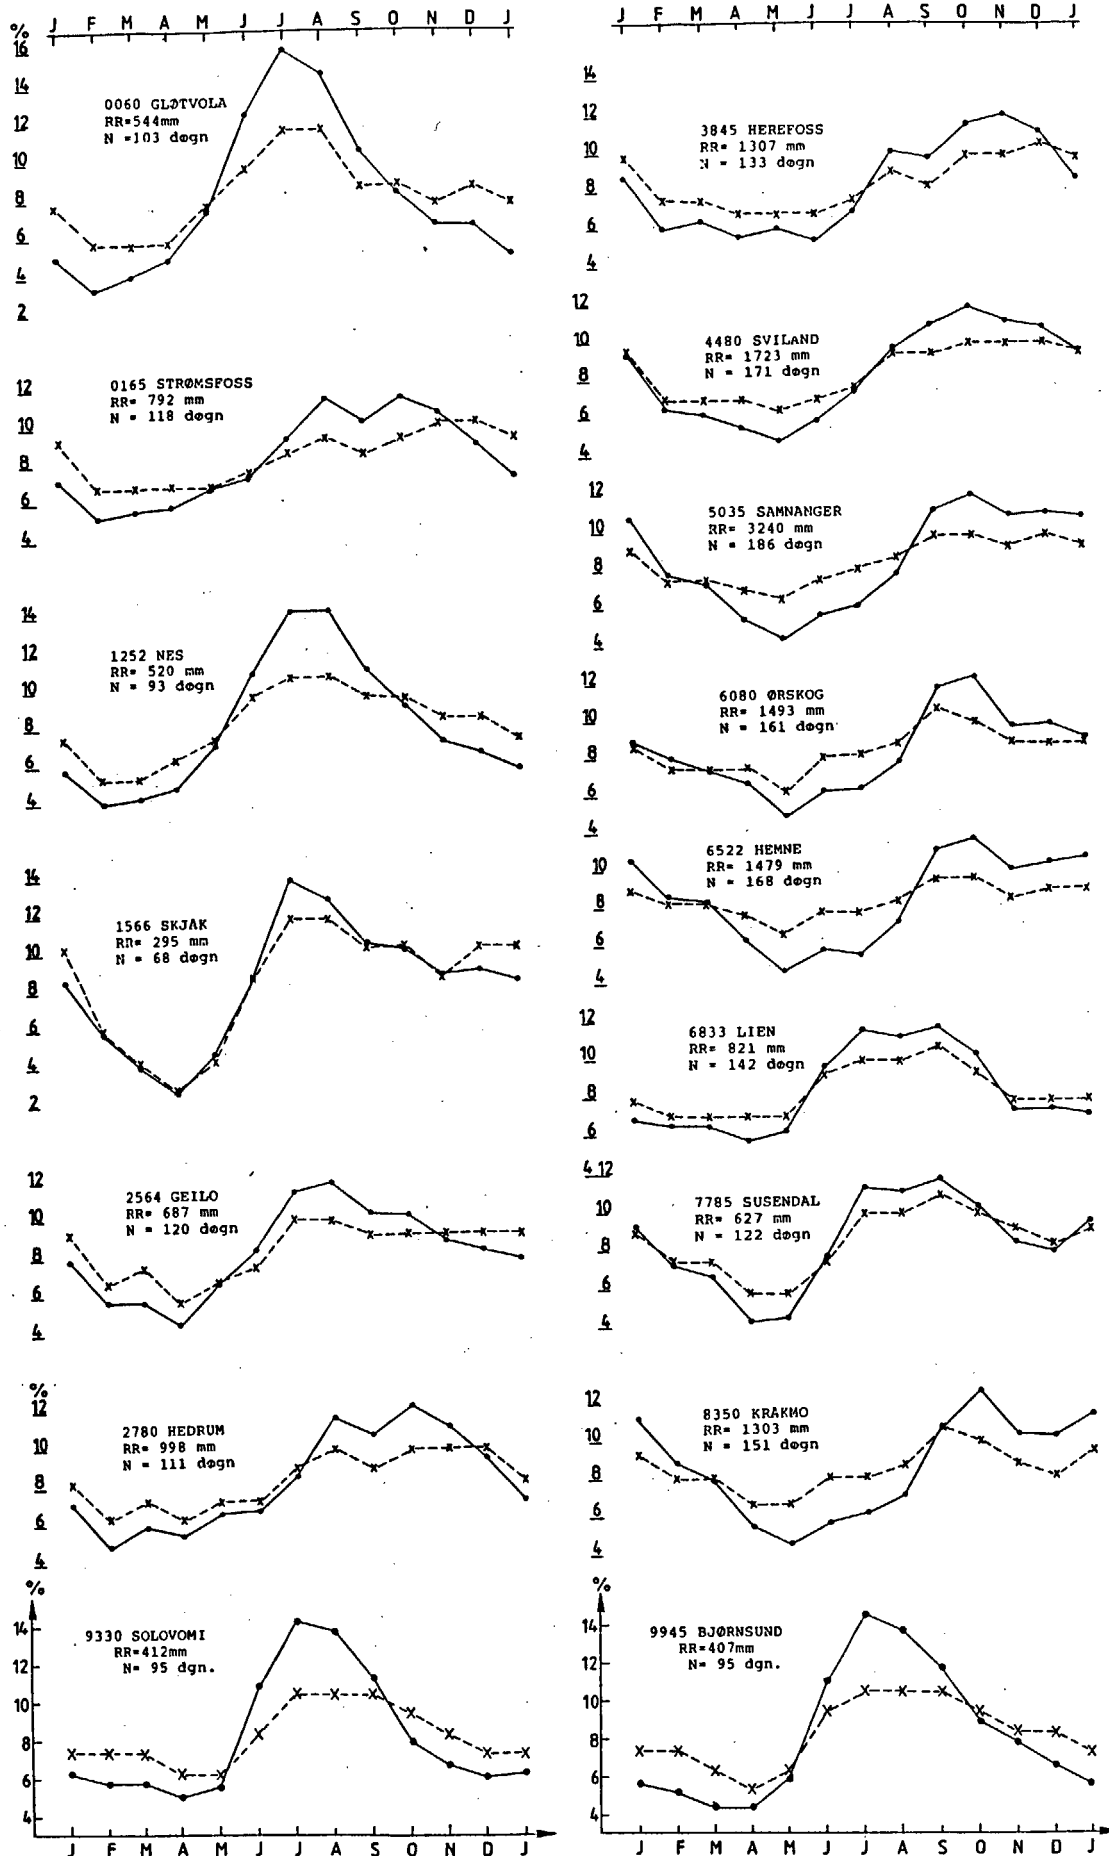 J F M A M J J A S O N D J
%
16
14
12
10
8
6
4
2
0060 GLØTVOLA
RR=544mm
N =103 døgn
12
10
8
6
4
0165 STRØMSFOSS
RR= 792 mm
N = 118 døgn
14
12
10
8
6
4
1252 NES
RR= 520 mm
N = 93 døgn
14
12
10
8
6
4
2
1566 SKJAK
RR= 295 mm
N = 68 døgn
12
10
8
6
4
2564 GEILO
RR= 687 mm
N = 120 døgn
%
12
10
8
6
4
2780 HEDRUM
RR= 998 mm
N = 111 døgn
%
14
12
10
8
6
4
9330 SOLOVOMI
RR=412mm
N= 95 dgn.
J F M A M J J A S O N D J
J F M A M J J A S O N D J
14
12
10
8
6
4
3845 HEREFOSS
RR= 1307 mm
N = 133 døgn
12
10
8
6
4
4480 SVILAND
RR= 1723 mm
N = 171 døgn
12
10
8
6
4
5035 SAMNANGER
RR= 3240 mm
N = 186 døgn
12
10
8
6
4
6080 ØRSKOG
RR= 1493 mm
N = 161 døgn
10
8
6
4
6522 HEMNE
RR= 1479 mm
N = 168 døgn
12
10
8
6
4
6833 LIEN
RR= 821 mm
N = 142 døgn
12
10
8
6
4
7785 SUSENDAL
RR= 627 mm
N = 122 døgn
12
10
8
6
4
8350 KRAKMO
RR= 1303 mm
N = 151 døgn
%
14
12
10
8
6
4
9945 BJØRNSUND
RR=407mm
N= 95 dgn.
J F M A M J J A S O N D J